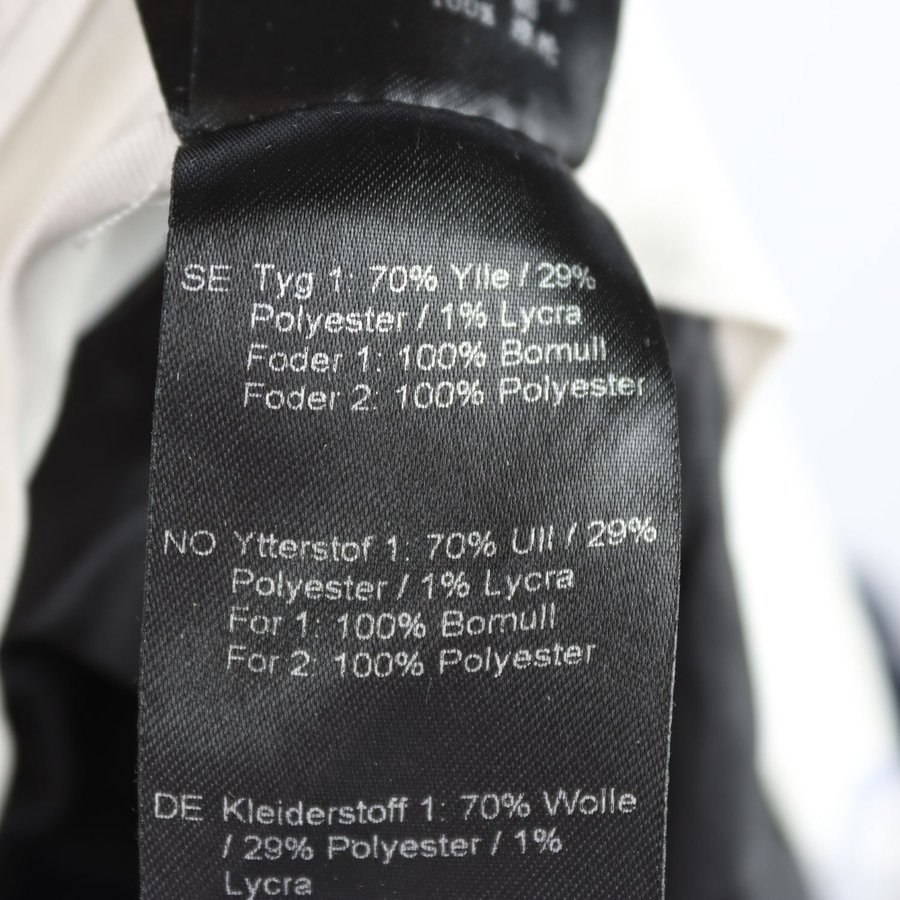 100%
SE Tyg 1: 70% Ylle / 29%
Polyester / 1% Lycra
Foder 1: 100% Bomull
Foder 2: 100% Polyester
NO Ytterstof 1: 70% Ull / 29%
Polyester / 1% Lycra
For 1: 100% Bomull
For 2: 100% Polyester
DE Kleiderstoff 1: 70% Wolle
/ 29% Polyester / 1%
Lycra